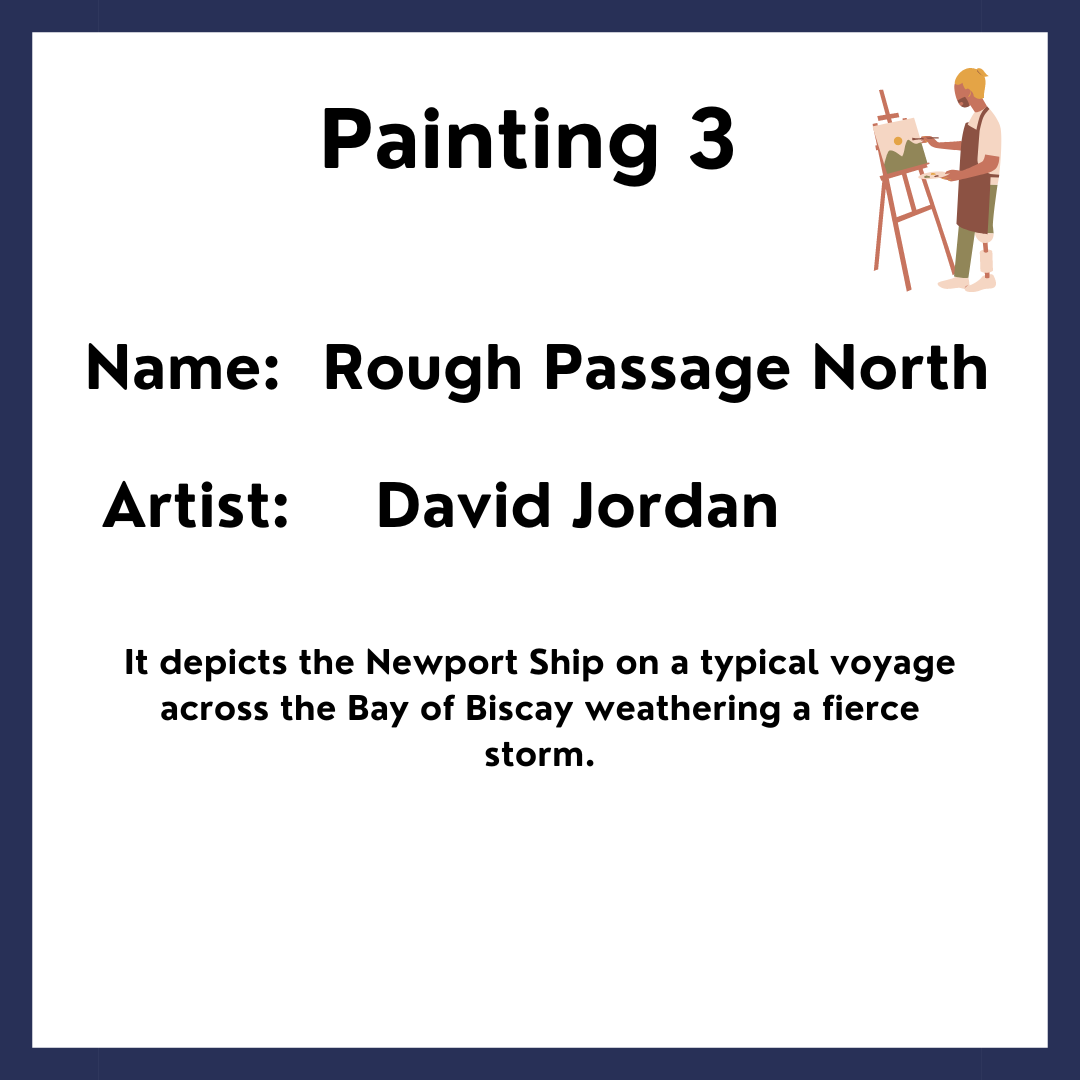 Painting 3
Name: Rough Passage North
Artist: David Jordan
It depicts the Newport Ship on a typical voyage
across the Bay of Biscay weathering a fierce
storm.